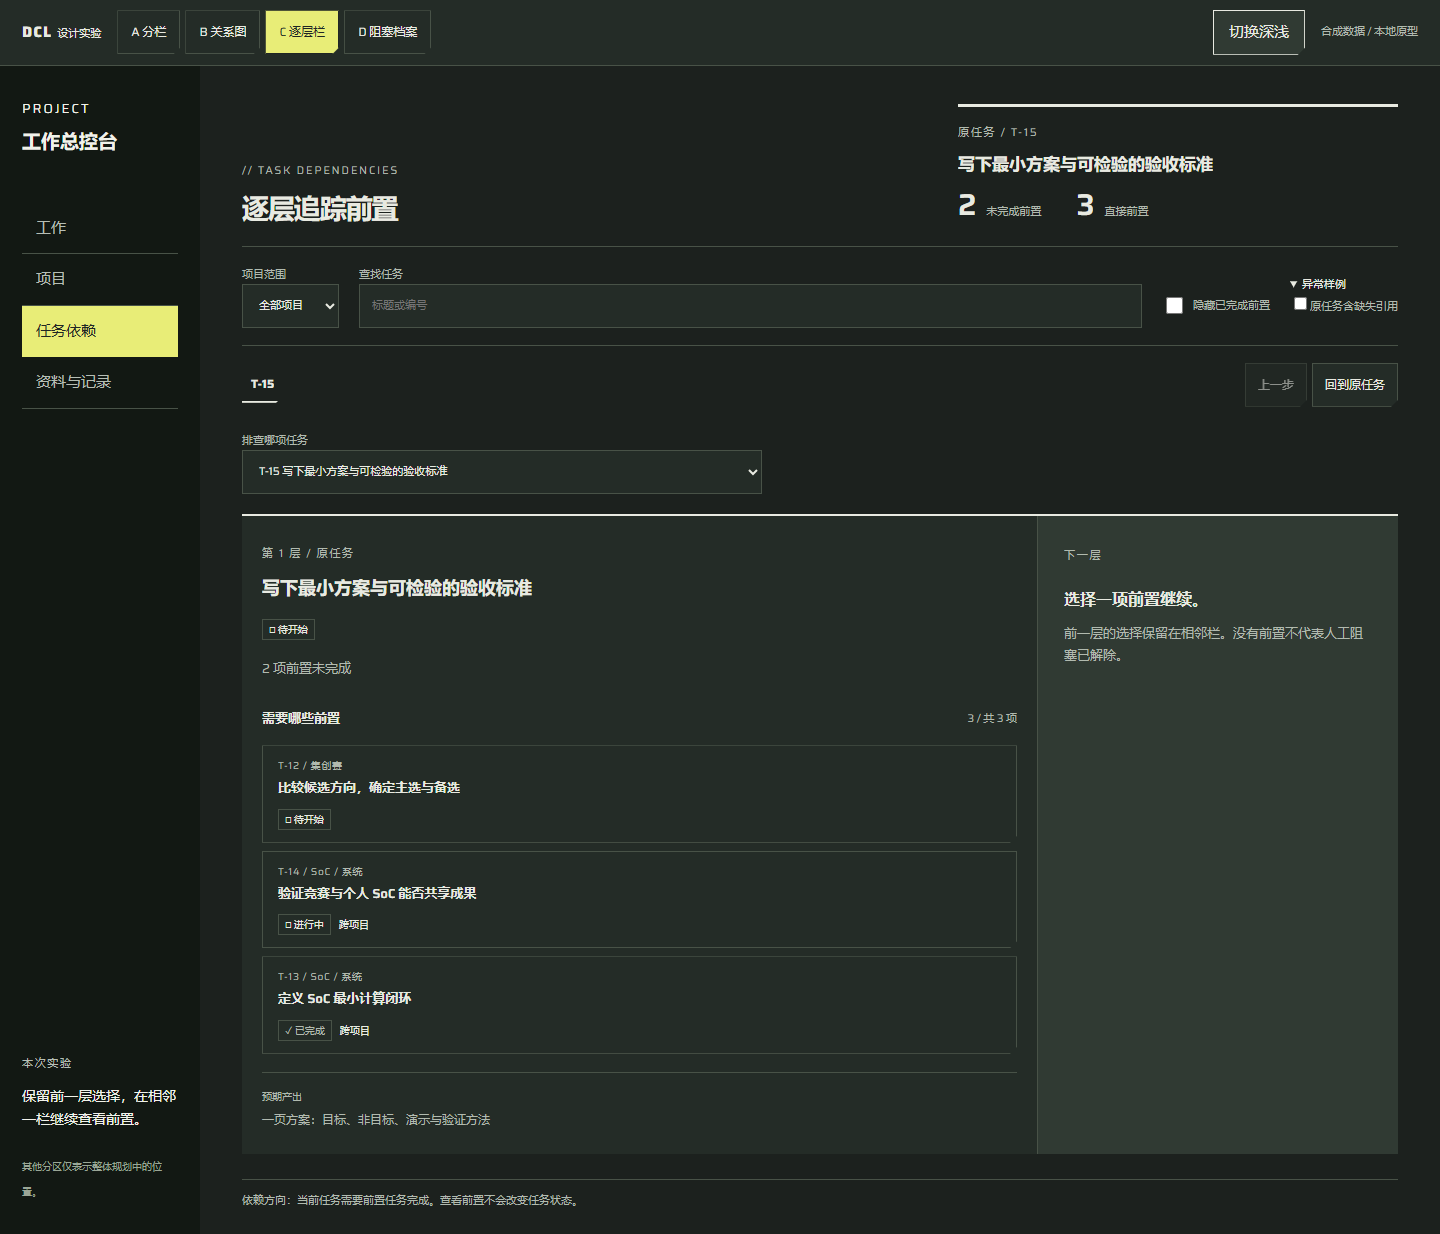 DCL 设计实验
A 分栏
B 关系图
C 逐层栏
D 阻塞档案
切换深浅
合成数据 / 本地原型
PROJECT
工作总控台
工作
项目
任务依赖
资料与记录
本次实验
保留前一层选择，在相邻
一栏继续查看前置。
其他分区仅表示整体规划中的位
置。
// TASK DEPENDENCIES
逐层追踪前置
原任务 / T-15
写下最小方案与可检验的验收标准
2 未完成前置
3 直接前置
项目范围
全部项目
查找任务
标题或编号
隐藏已完成前置
▼ 异常样例
原任务含缺失引用
T-15
上一步
回到原任务
排查哪项任务
T-15 写下最小方案与可检验的验收标准
第 1 层 / 原任务
写下最小方案与可检验的验收标准
待开始
2 项前置未完成
需要哪些前置
3 / 共 3 项
T-12 / 集创赛
比较候选方向，确定主选与备选
待开始
T-14 / SoC / 系统
验证竞赛与个人 SoC 能否共享成果
进行中
跨项目
T-13 / SoC / 系统
定义 SoC 最小计算闭环
✓ 已完成
跨项目
预期产出
一页方案：目标、非目标、演示与验证方法
下一层
选择一项前置继续。
前一层的选择保留在相邻栏。没有前置不代表人工阻
塞已解除。
依赖方向：当前任务需要前置任务完成。查看前置不会改变任务状态。